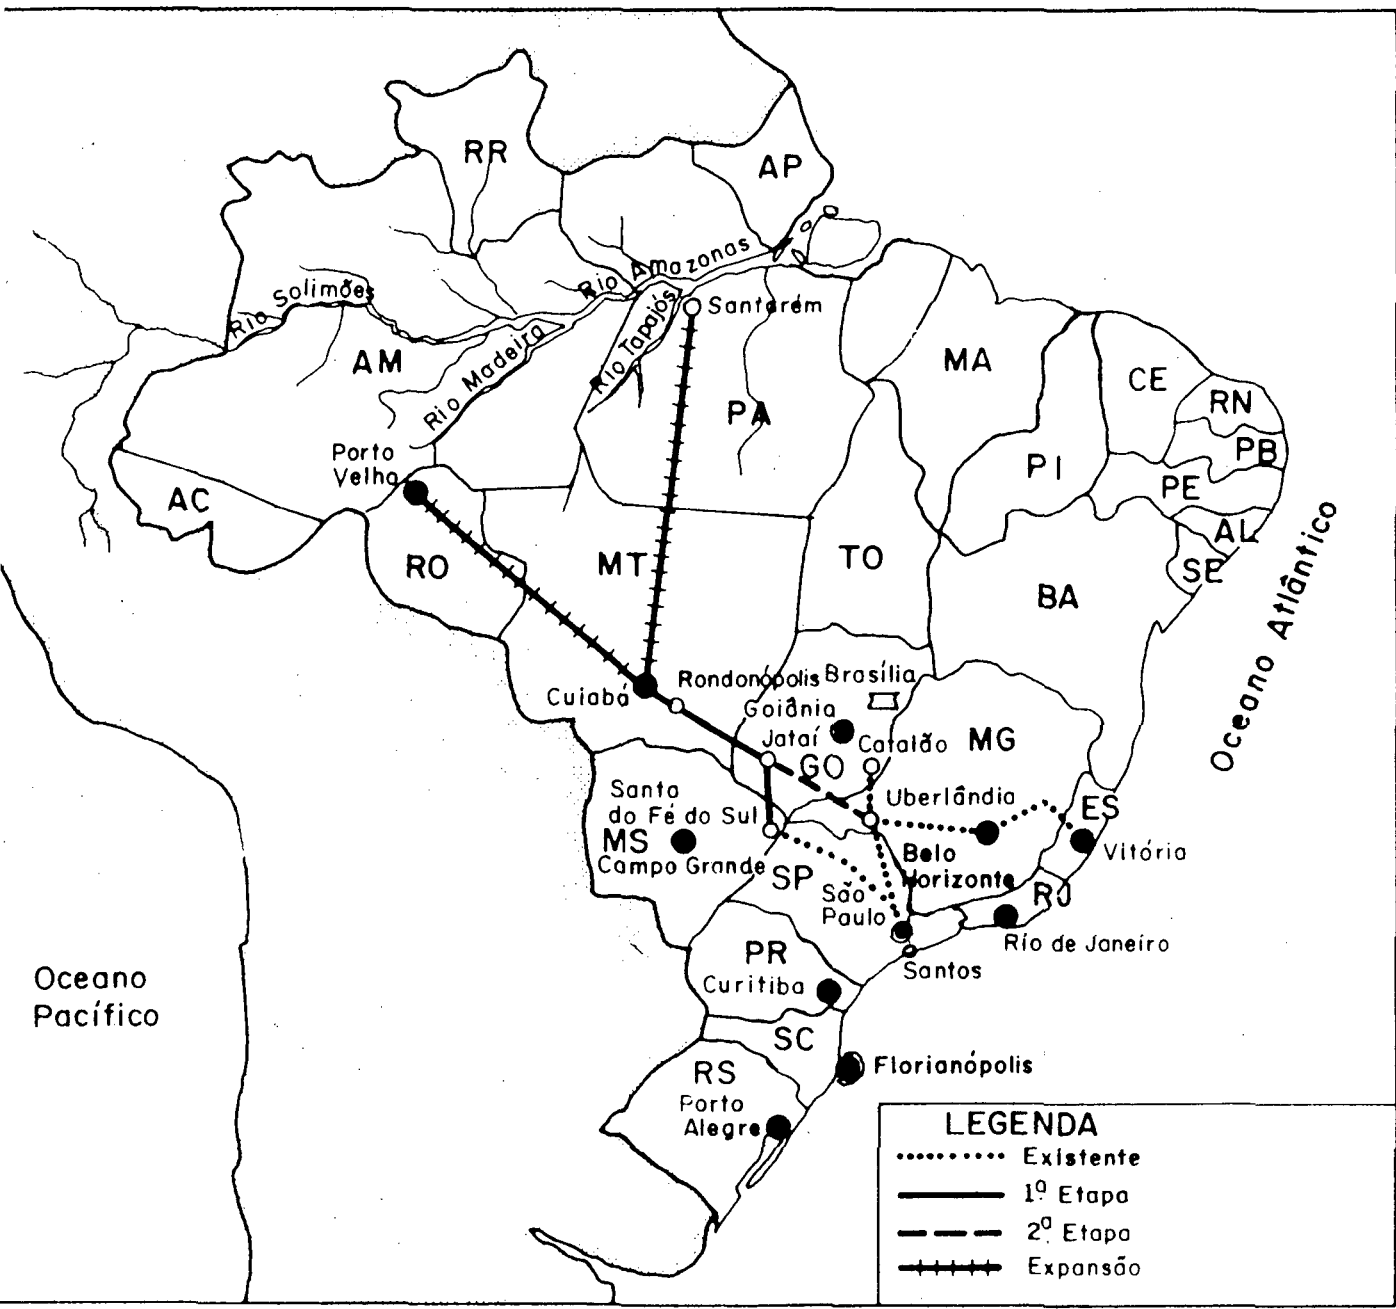 RR
AP
Rio Amazonas
Rio Solimões
Santarém
Rio Tapajós
Rio Madeira
AM
MA
CE
RN
PA
PB
PI
Porto
Velho
PE
AC
AL
RO
MT
TO
SE
BA
Oceano Atlântico
Rondonópolis
Brasília
Cuiabá
Goiânia
Jataí
Catalão
MG
GO
Santa
do Fé do Sul
Uberlândia
ES
MS
Campo Grande
Belo
Horizonte
Vitória
SP
São
Paulo
RJ
Río de Janeiro
PR
Santos
Curitiba
Oceano
Pacífico
SC
Florianópolis
RS
Porto
Alegre
LEGENDA
Existente
1ª Etapa
2ª Etapa
Expansão